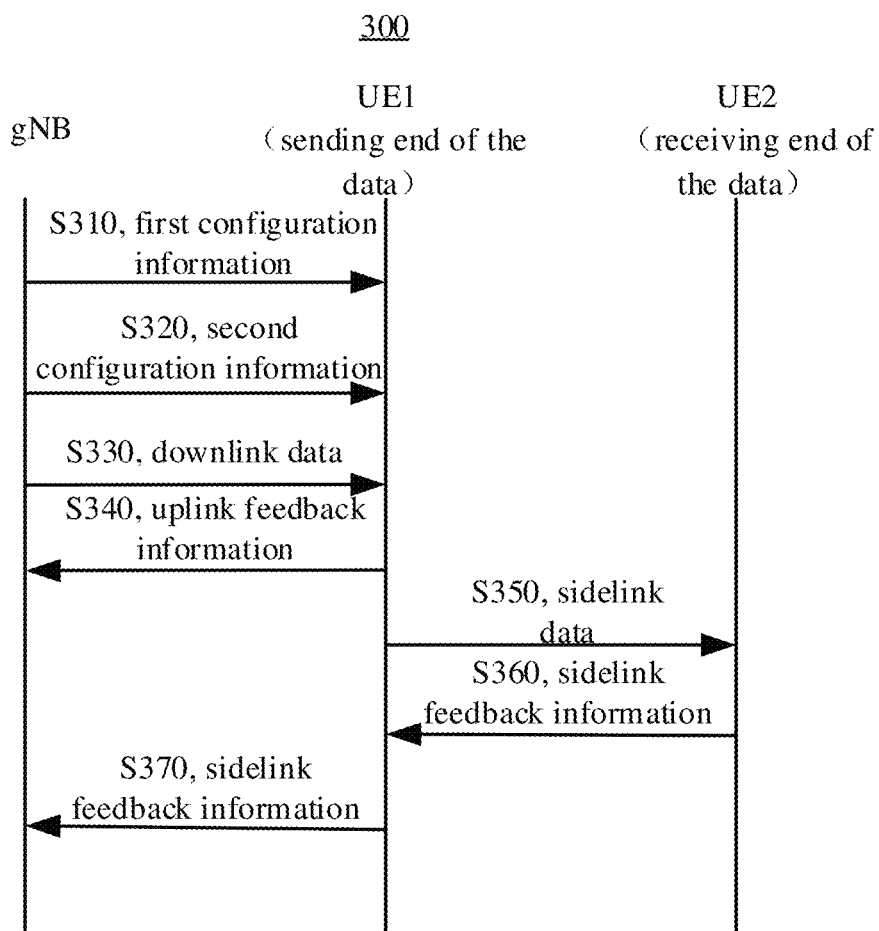 300
gNB
UE1
（sending end of the
data）
UE2
（receiving end of
the data）
S310, first configuration
information
S320, second
configuration information
S330, downlink data
S340, uplink feedback
information
S350, sidelink
data
S360, sidelink
feedback information
S370, sidelink
feedback information